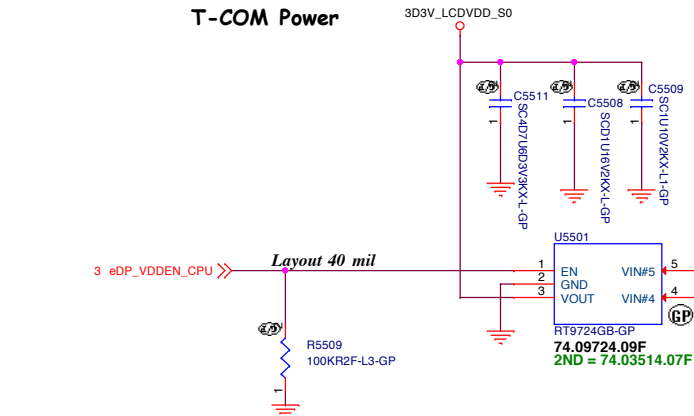 T-COM Power
3D3V_LCDVDD_S0
C5511
SC4D7U6D3V3KX-L-GP
1
C5508
SCD1U16V2KX-L-GP
1
C5509
SC1U10V2KX-L1-GP
1
3 eDP_VDDEN_CPU
Layout 40 mil
U5501
1 EN VIN#5 5
2 GND
3 VOUT VIN#4 4
GP
RT9724GB-GP
74.09724.09F
2ND = 74.03514.07F
R5509
100KR2F-L3-GP
1